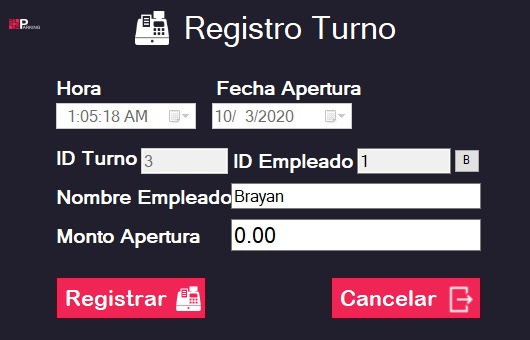 PARKING
Registro Turno
Hora Fecha Apertura
1:05:18 AM 10/ 3/2020
ID Turno 3 ID Empleado 1 B
Nombre Empleado Brayan
Monto Apertura 0.00
Registrar Cancelar